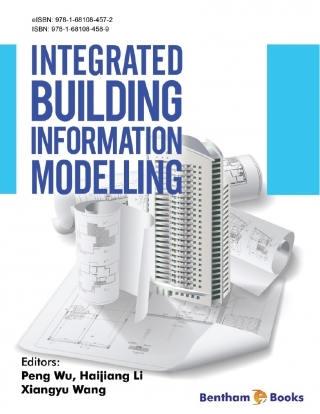 eISBN: 978-1-68108-457-2
ISBN: 978-1-68108-458-9
INTEGRATED
BUILDING
INFORMATION
MODELLING
Editors:
Peng Wu, Haijiang Li
Xiangyu Wang
Bentham Books